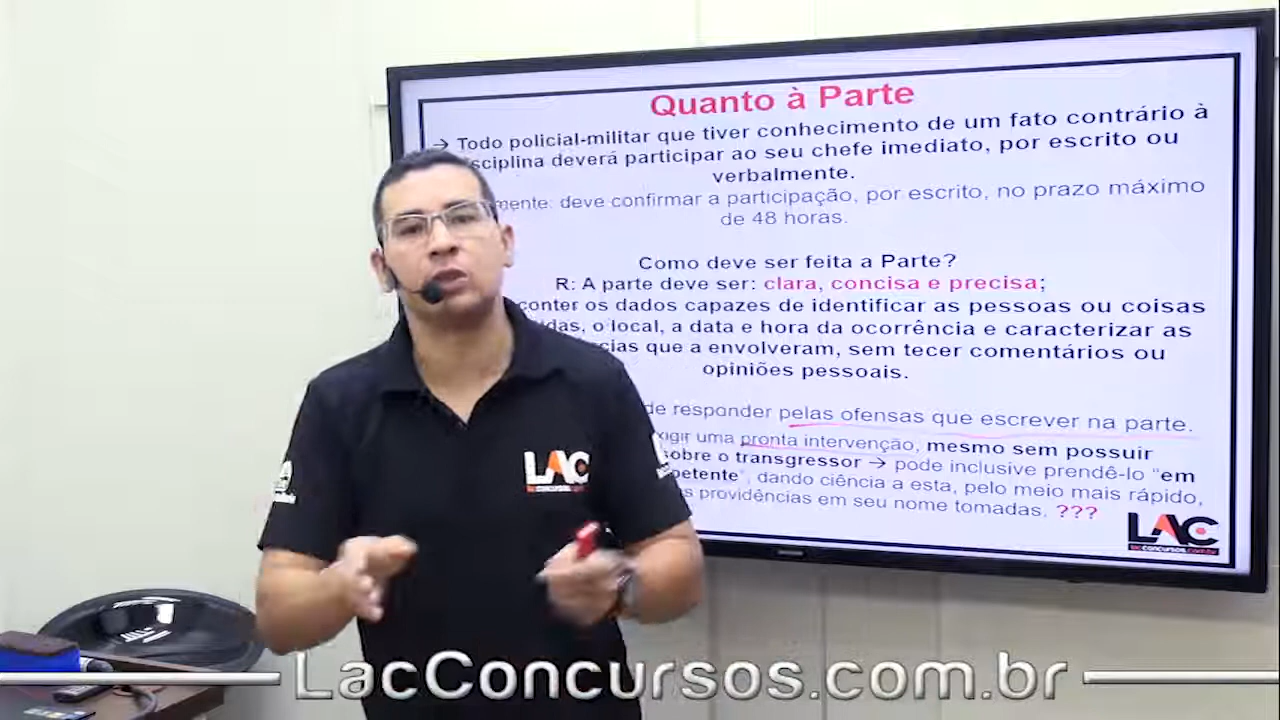 Quanto à Parte
→ Todo policial-militar que tiver conhecimento de um fato contrário à
sciplina deverá participar ao seu chefe imediato, por escrito ou
verbalmente.
mente: deve confirmar a participação, por escrito, no prazo máximo
de 48 horas.
Como deve ser feita a Parte?
R: A parte deve ser: clara, concisa e precisa;
conter os dados capazes de identificar as pessoas ou coisas
das, o local, a data e hora da ocorrência e caracterizar as
cias que a envolveram, sem tecer comentários ou
opiniões pessoais.
de responder pelas ofensas que escrever na parte.
xigir uma pronta intervenção, mesmo sem possuir
sobre o transgressor → pode inclusive prendê-lo “em
petente”, dando ciência a esta, pelo meio mais rápido,
s providências em seu nome tomadas. ???
LAC
lacconcursos.com.br
LAC
LacConcursos.com.br